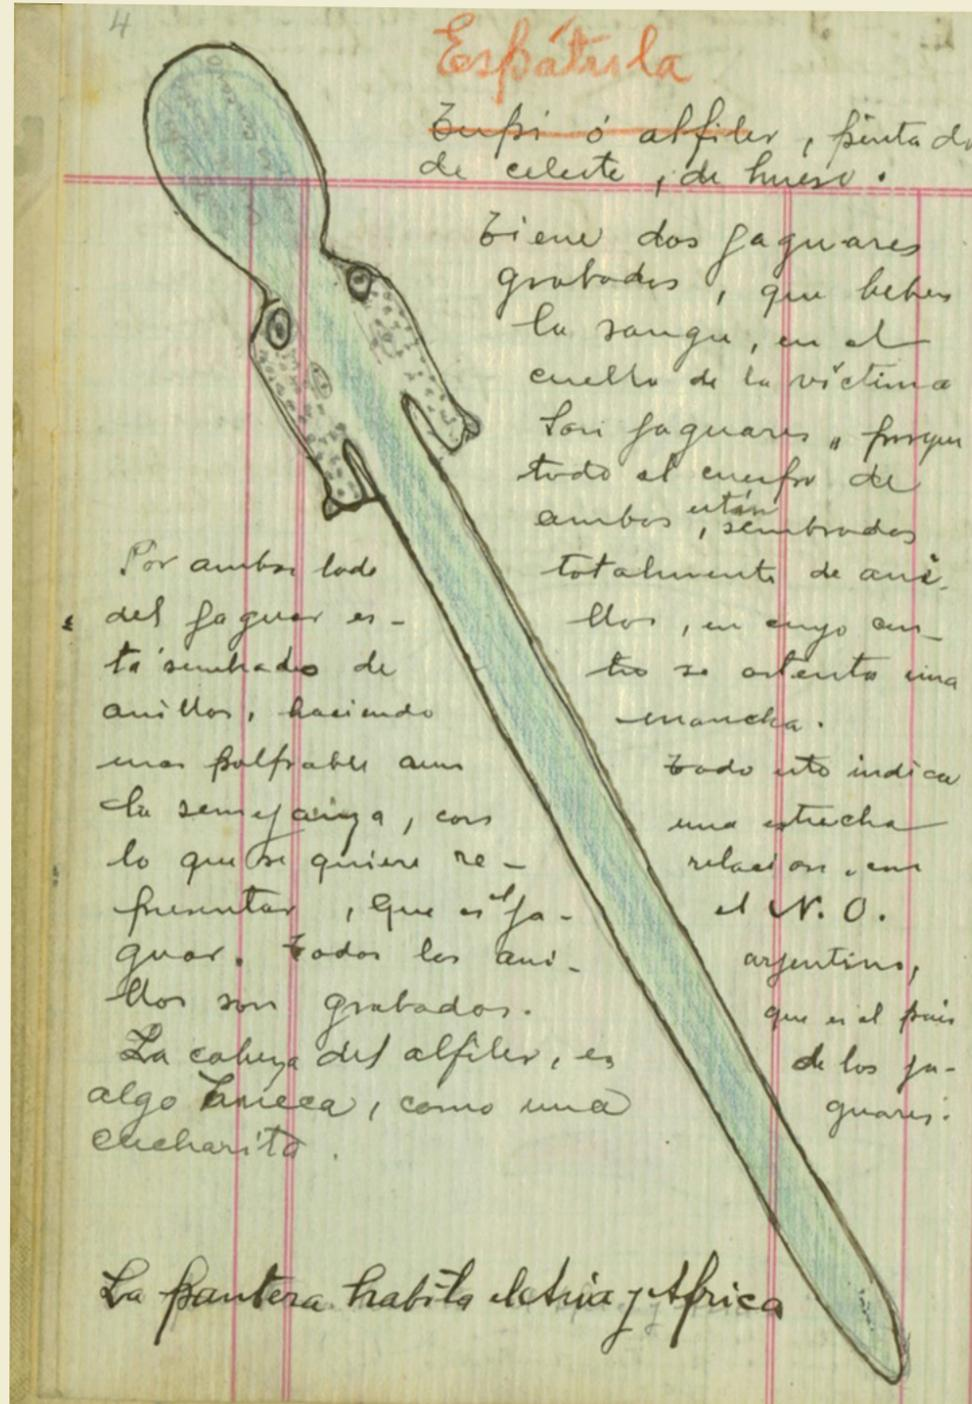 4
Espátula
Tupi ó alfiler, pintado
de celeste, de hueso.
Tiene dos jaguares
grabados, que beben
la sangre, en el
cuello de la víctima
Son jaguares, porque
todo el cuerpo de
ambos, están sembrados
totalmente de ani-
llos, en cuyo cen-
tro se ostenta una
mancha.
Todo esto indica
una estrecha
relacion, con
el N. O.
argentino,
que es el pais
de los ja-
guares.
Por ambos lado
del jaguar es-
tá sembrado de
anillos, haciendo
mas palpable aun
la semejanza, con
lo que se quiere re-
presentar, que es el ja-
guar. Todos los ani-
llos son grabados.
La cabeza del alfiler, es
algo hueca, como una
cucharita.
La pantera habita el Asia y Africa